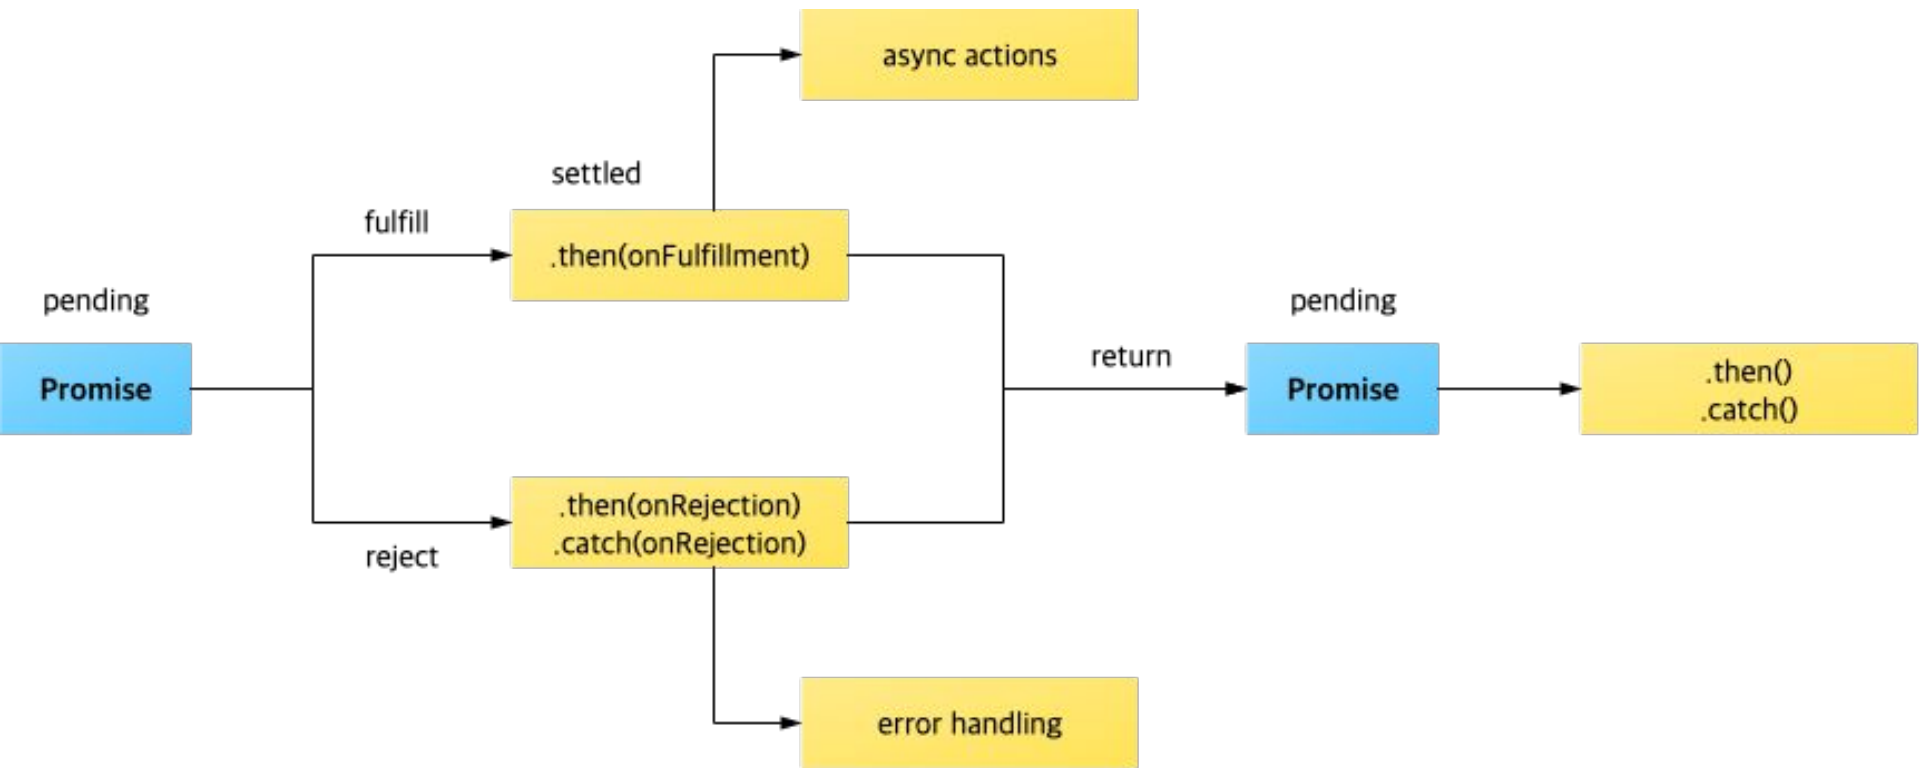 async actions
settled
fulfill
.then(onFulfillment)
pending
pending
return
Promise
Promise
.then()
.catch()
.then(onRejection)
.catch(onRejection)
reject
error handling